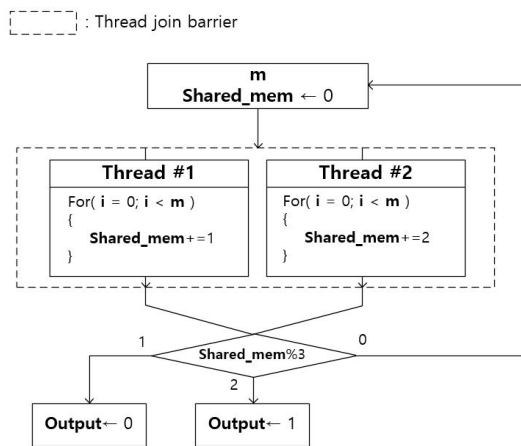 : Thread join barrier
m
Shared_mem ← 0
Thread #1
For( i = 0; i < m )
{
Shared_mem+=1
}
Thread #2
For( i = 0; i < m )
{
Shared_mem+=2
}
1
Shared_mem%3
0
2
Output← 0
Output← 1